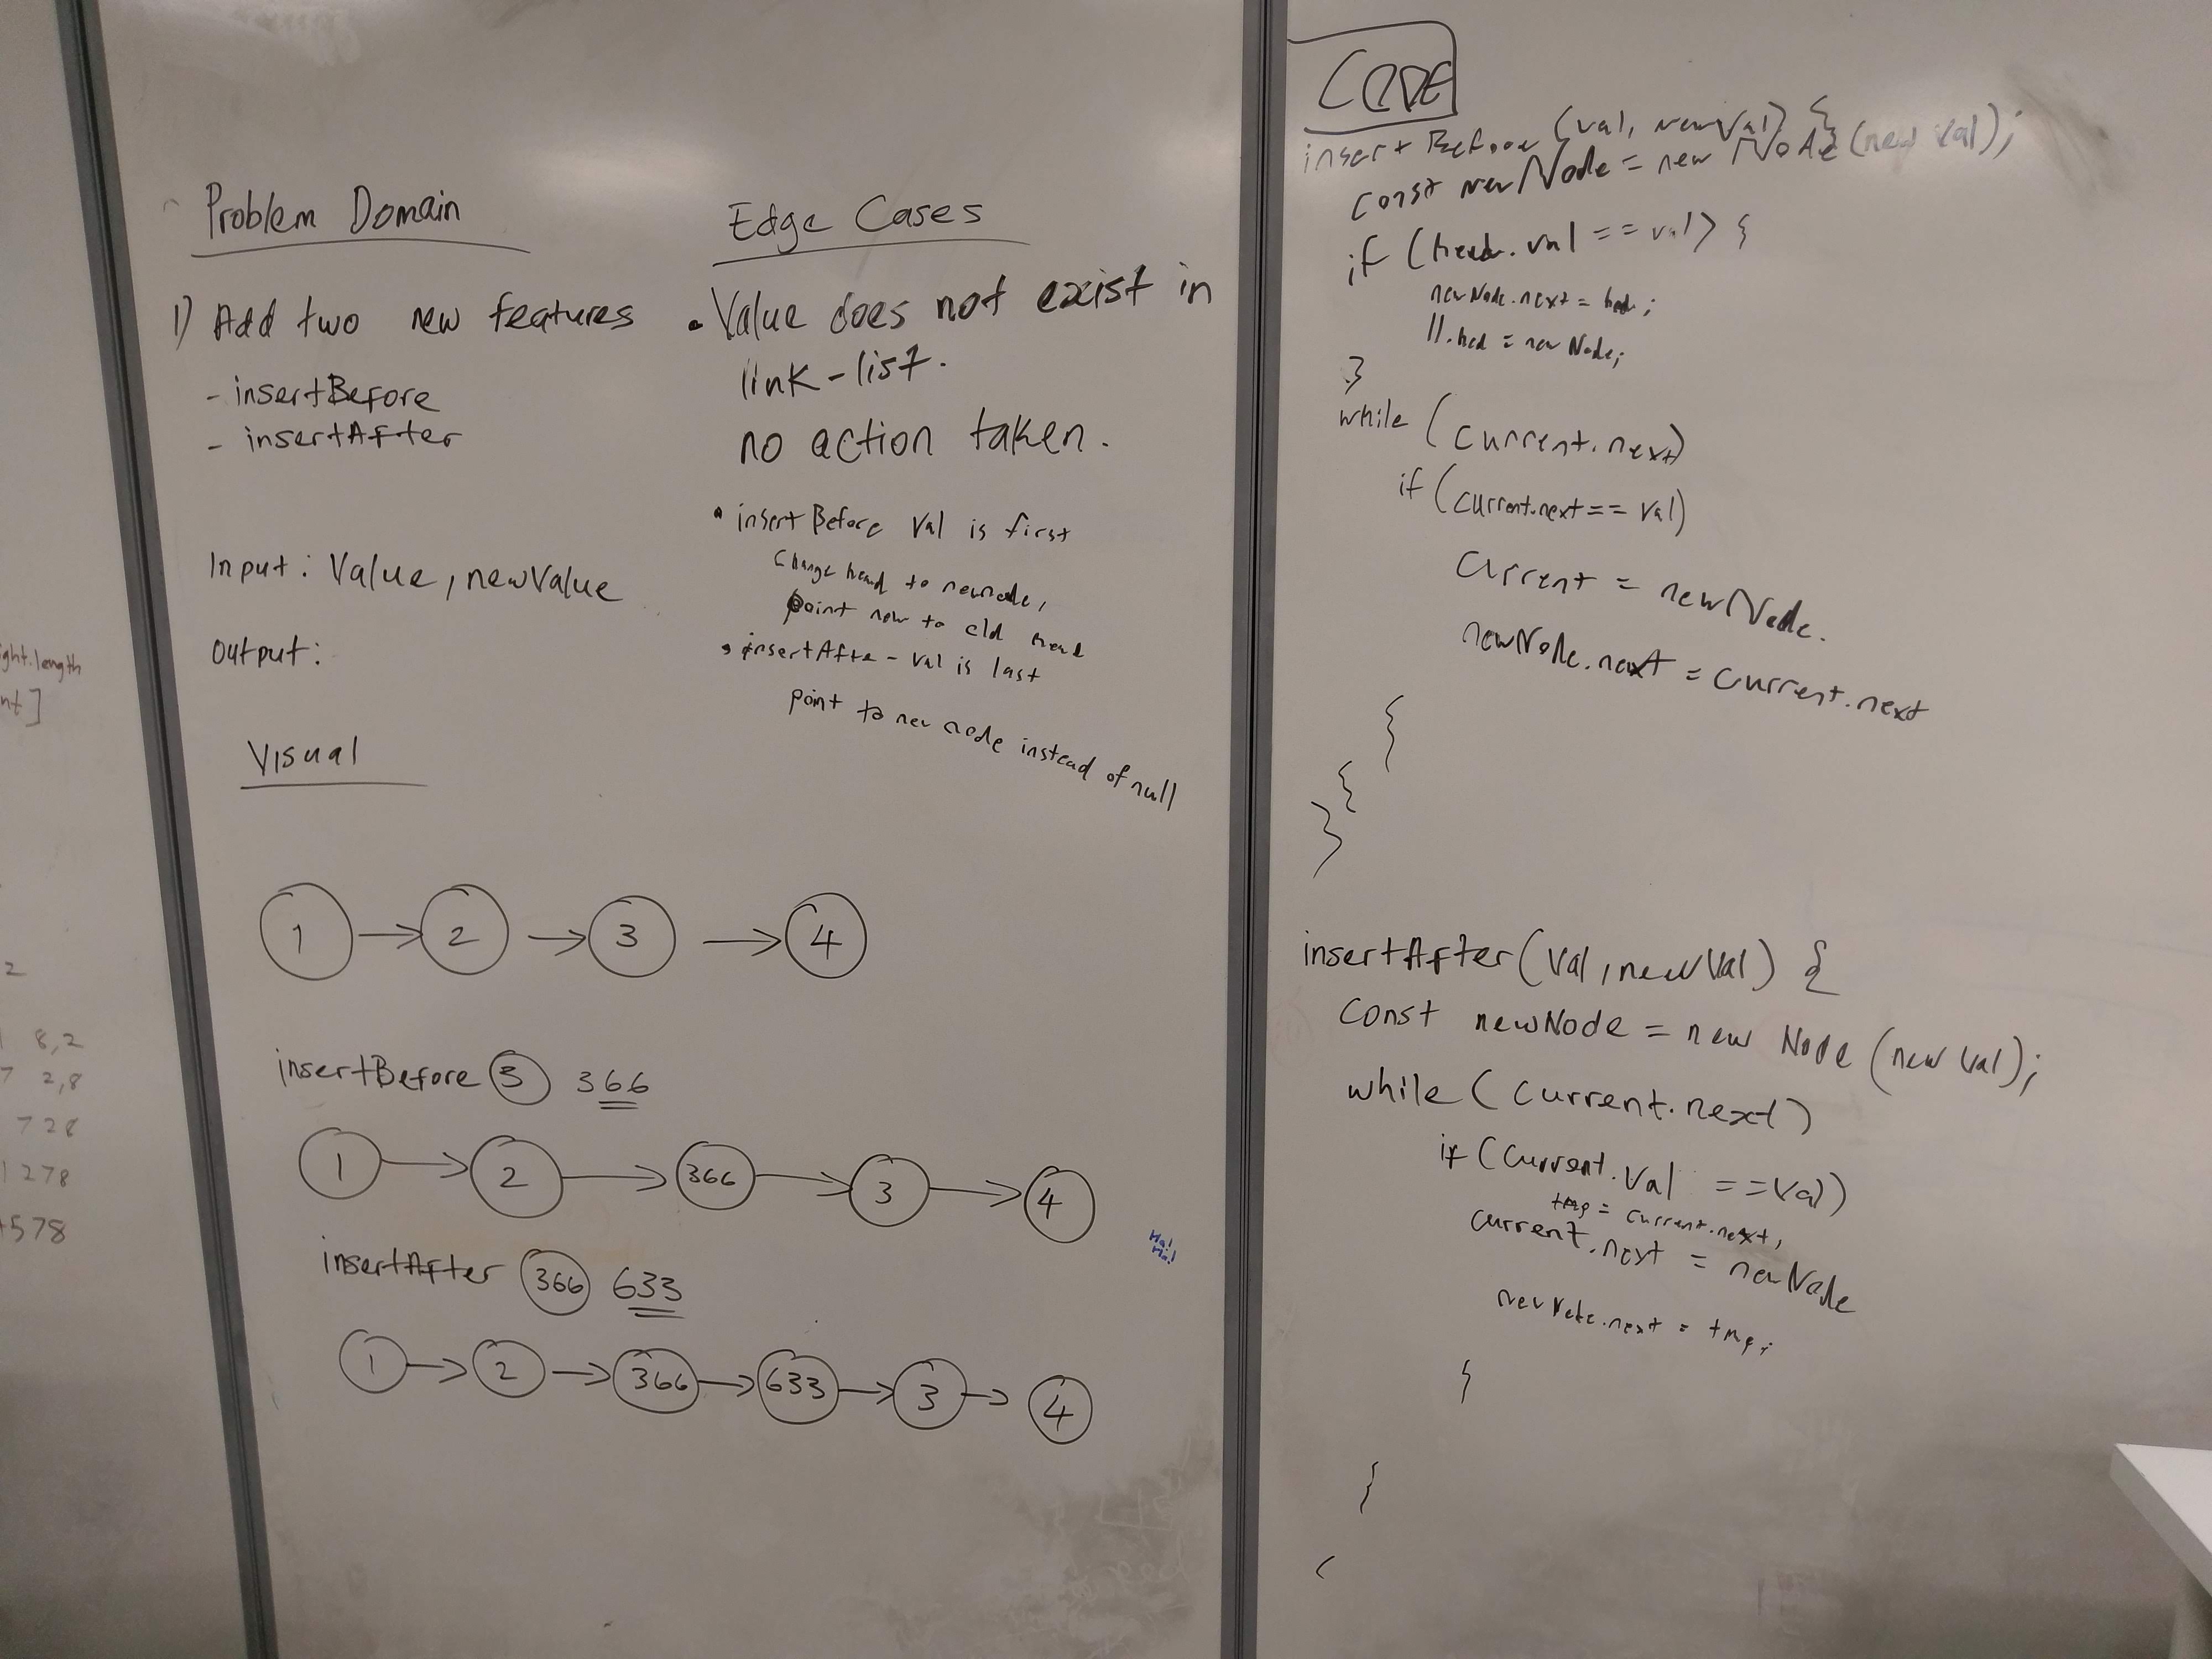 Problem Domain
1) Add two new features
- insertBefore
- insertAfter
Input: Value, newValue
Output:
Visual
1 → 2 → 3 → 4
insertBefore 3 366
1 → 2 → 366 → 3 → 4
insertAfter 366 633
1 → 2 → 366 → 633 → 3 → 4
Edge Cases
• Value does not exist in
link-list.
no action taken.
• insertBefore val is first
Change head to newnode,
point new to old head
• insertAfte - val is last
point to new node instead of null
Ha!
Ha!
CODE
insertBefore (val, newVal) {
const newNode = new Node (new Val);
if (head.val == val) {
newNode.next = hed;
ll.hed = new Node;
}
while (current.next)
if (current.next == val)
current = newNode.
newNode.next = current.next
}
}
}
insertAfter (val, newVal) {
const newNode = new Node (new Val);
while (current.next)
if (current.val == val)
tmp = current.next;
current.next = newNode
newNode.next = tmp;
}
}
ght.length
nt]
2
8,2
7 2,8
728
1278
+578